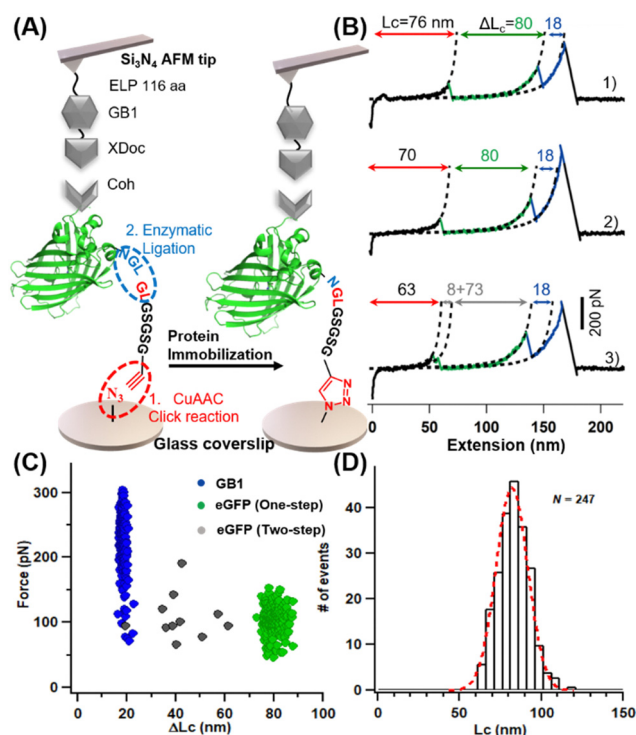 (A)
Si3N4 AFM tip
ELP 116 aa
GB1
XDoc
Coh
2. Enzymatic
Ligation
NGL
GL
GSGSGSG
Protein
Immobilization
N3
1. CuAAC
Click reaction
Glass coverslip
NGL
GSGSGSG
N
N
N
(B)
Lc=76 nm
ΔLc=80
18
1)
70
80
18
2)
63
8+73
18
3)
200 pN
0
50
100
150
200
Extension (nm)
(C)
GB1
eGFP (One-step)
eGFP (Two-step)
Force (pN)
300
200
100
0
0
20
40
60
80
100
ΔLc (nm)
(D)
N = 247
# of events
40
30
20
10
0
0
50
100
150
Lc (nm)